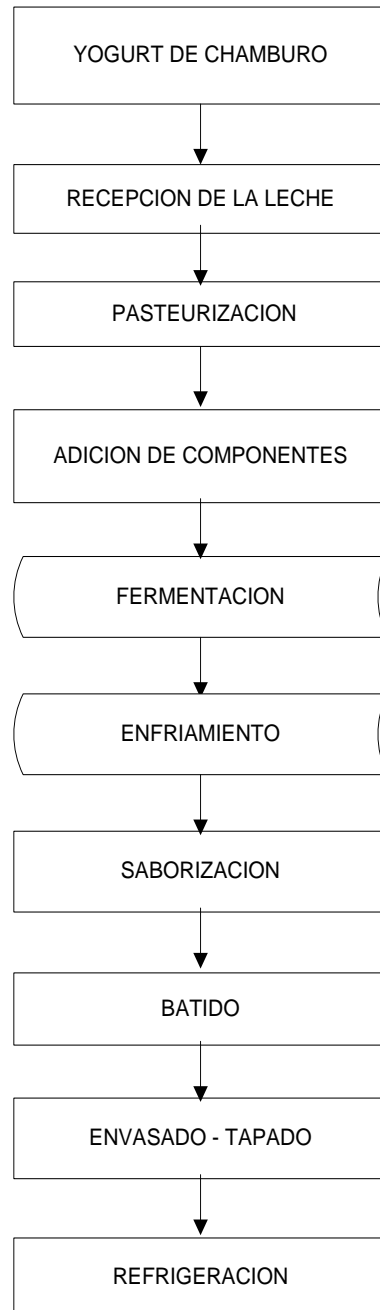 YOGURT DE CHAMBURO
RECEPCION DE LA LECHE
PASTEURIZACION
ADICION DE COMPONENTES
FERMENTACION
ENFRIAMIENTO
SABORIZACION
BATIDO
ENVASADO - TAPADO
REFRIGERACION